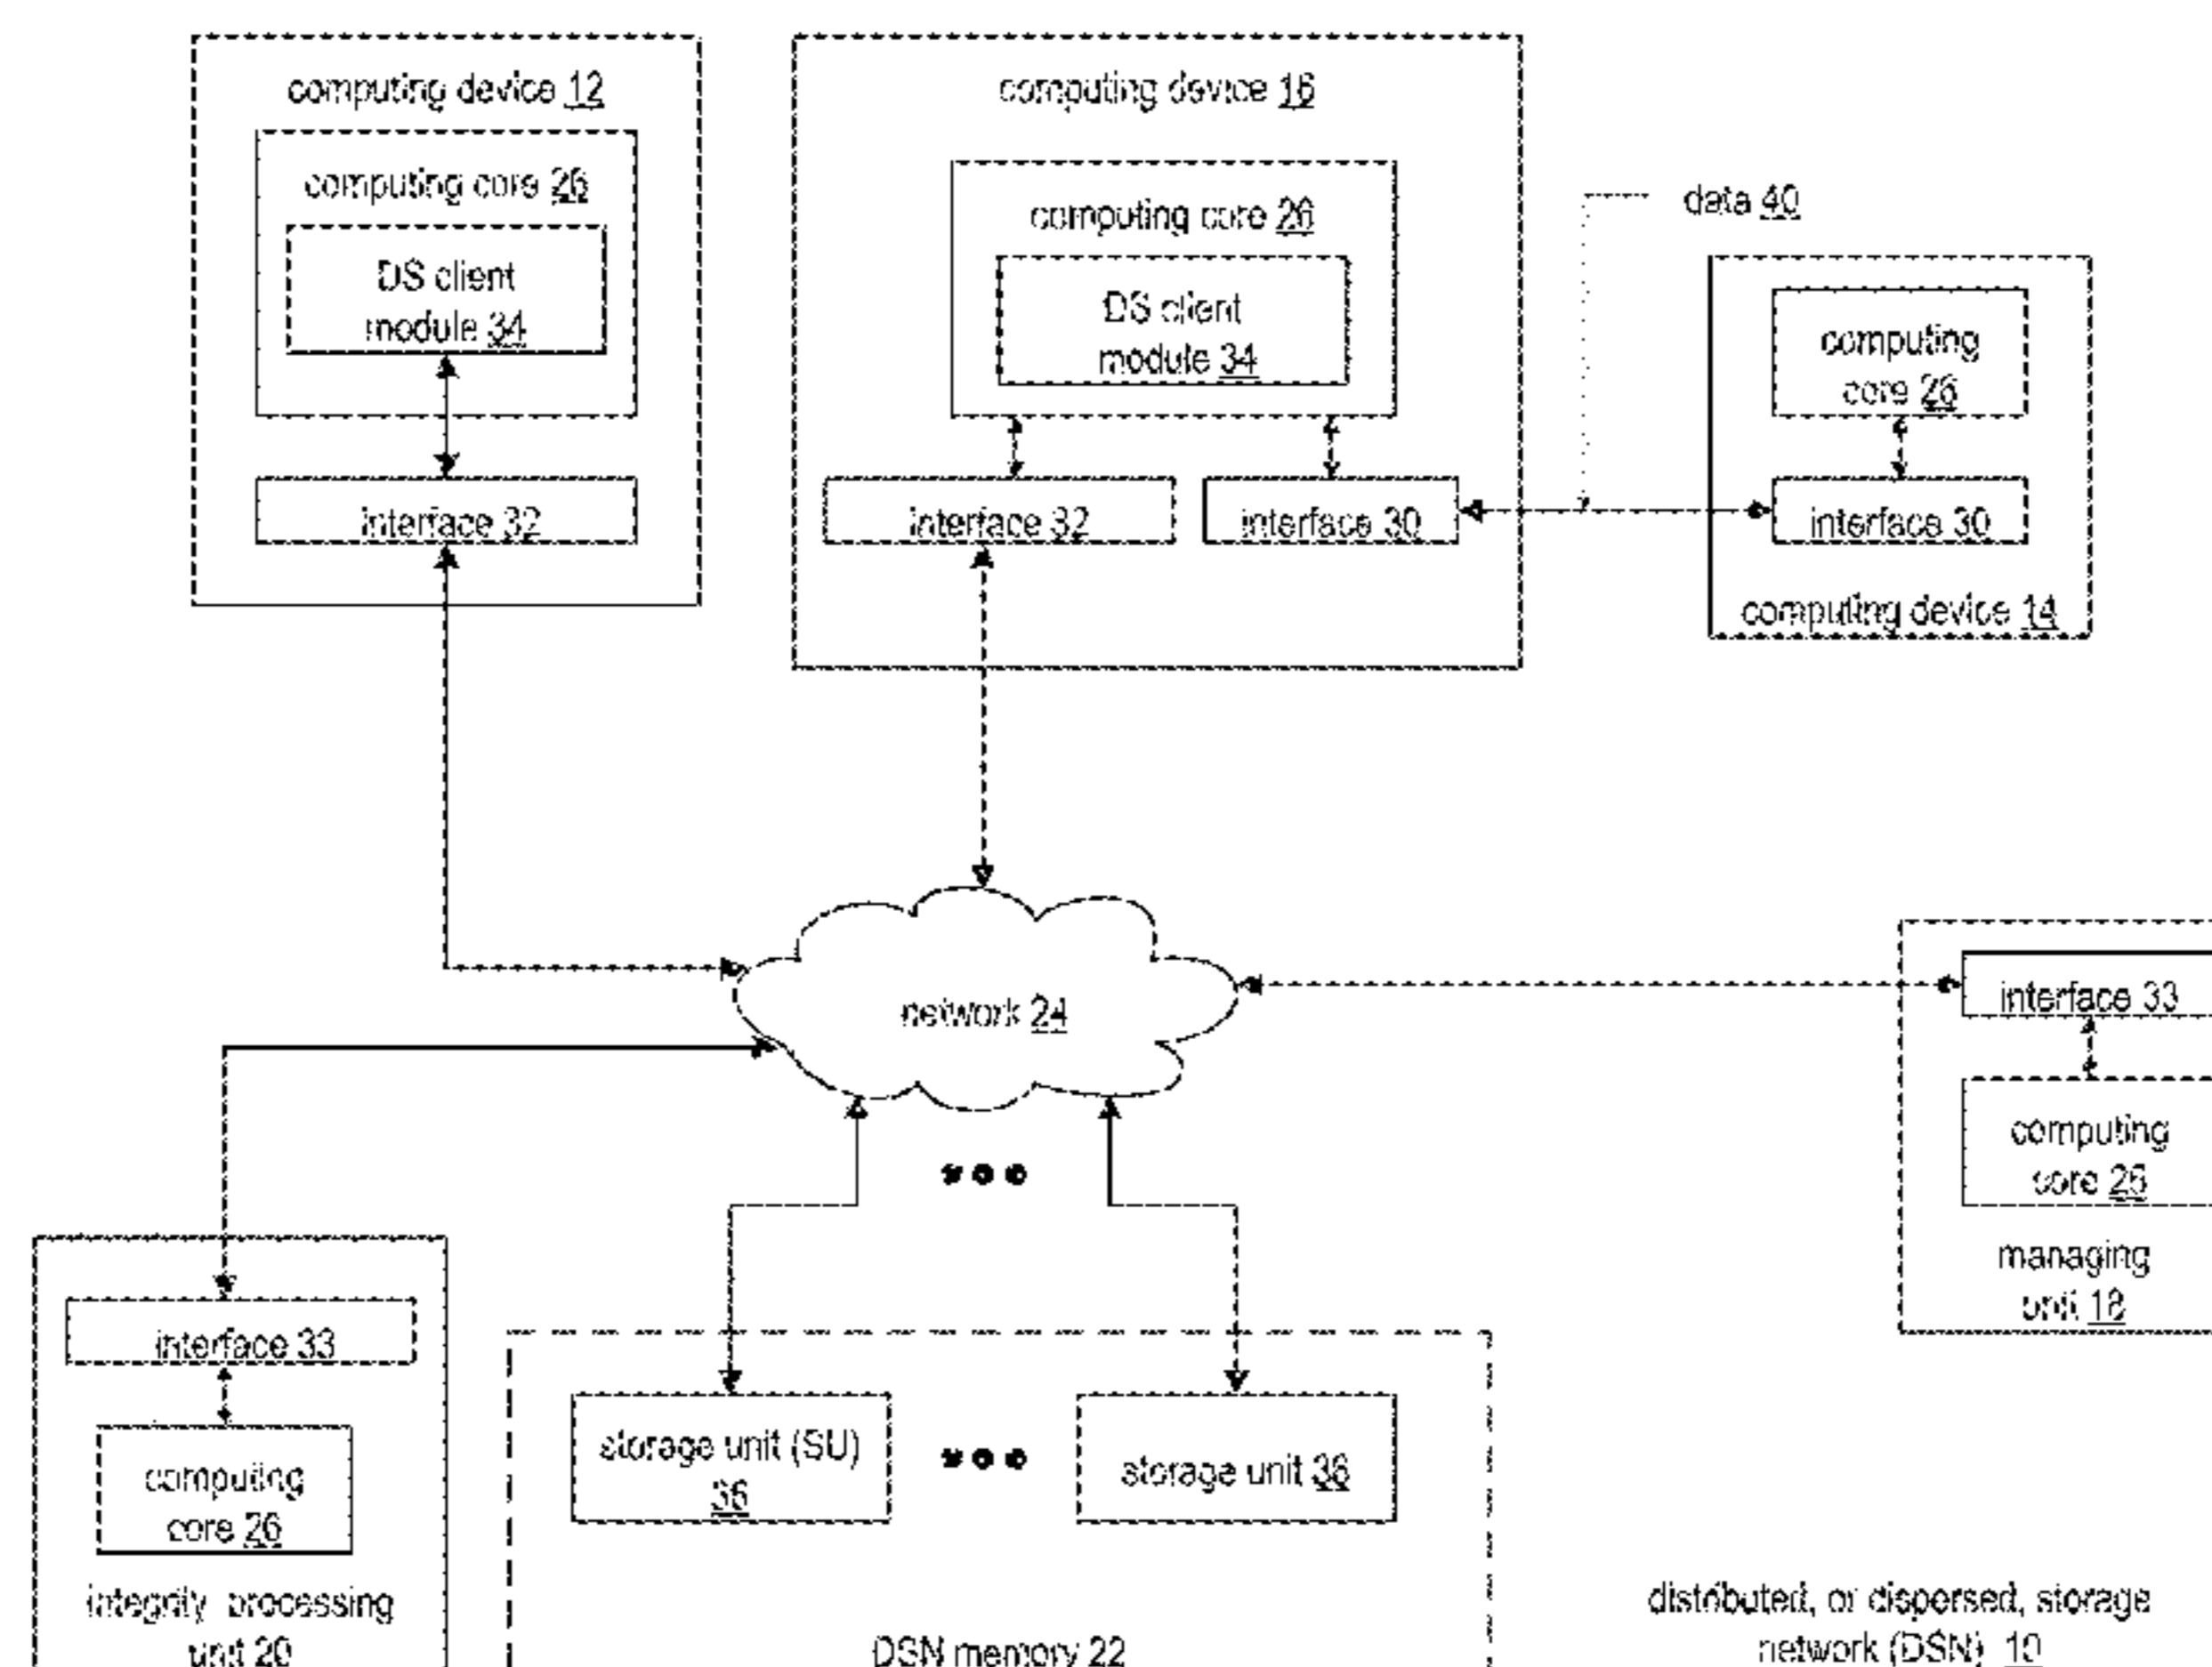 computing device 12
computing core 26
DS client
module 34
interface 32
computing device 16
computing core 26
DS client
module 34
interface 32
interface 30
data 40
computing
core 26
interface 30
computing device 14
network 24
interface 33
computing
core 26
managing
unit 18
interface 33
computing
core 26
integrity processing
unit 20
storage unit (SU)
36
storage unit 36
DSN memory 22
distributed, or dispersed, storage
network (DSN) 10